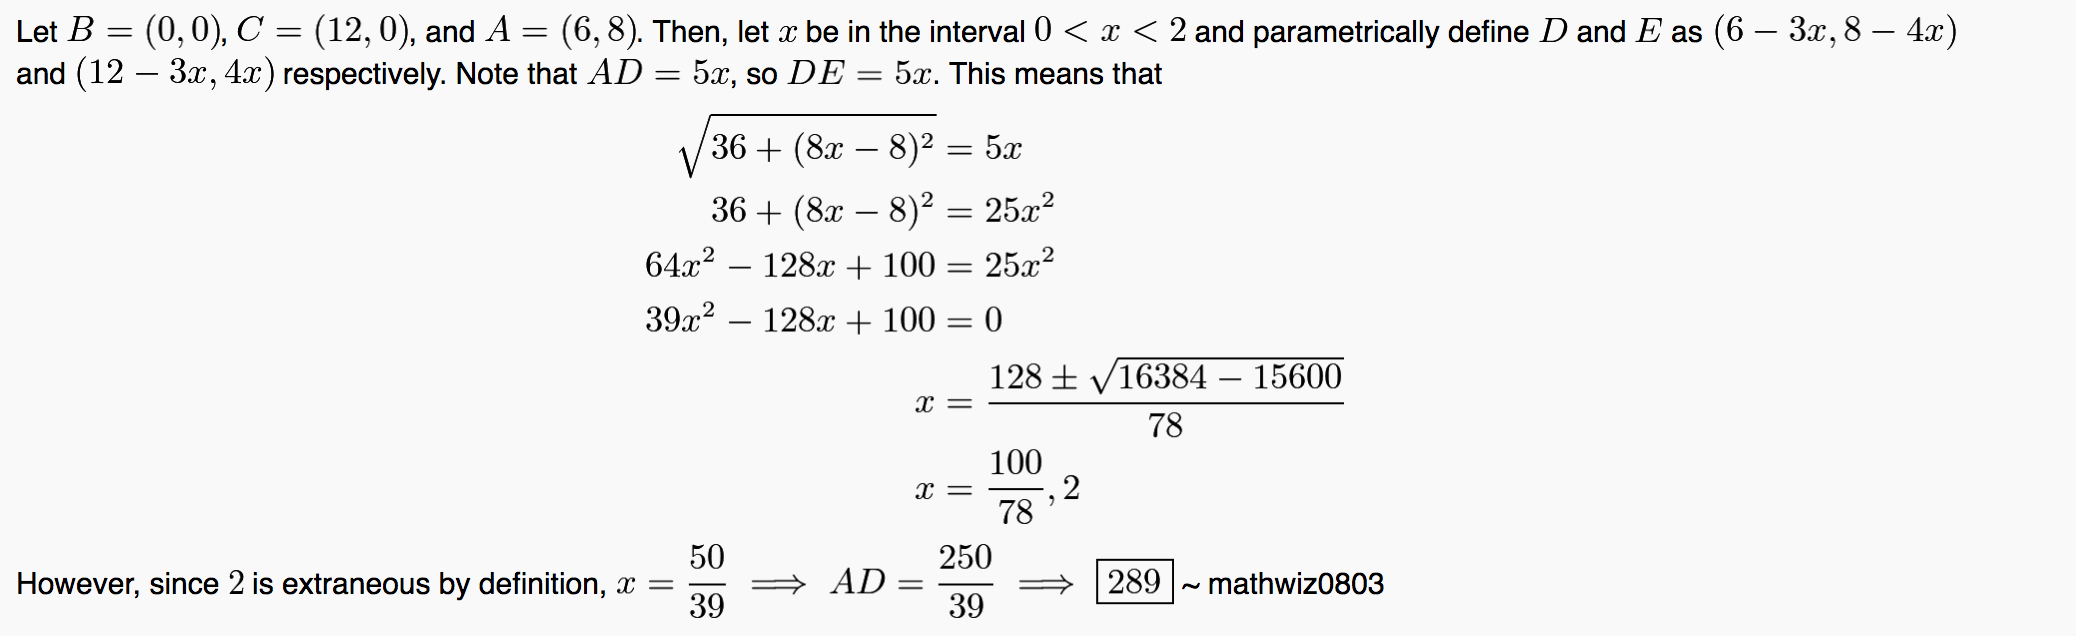 Let B = (0, 0), C = (12, 0), and A = (6, 8). Then, let x be in the interval 0 < x < 2 and parametrically define D and E as (6 − 3x, 8 − 4x)
and (12 − 3x, 4x) respectively. Note that AD = 5x, so DE = 5x. This means that
√(36 + (8x − 8)²) = 5x
36 + (8x − 8)² = 25x²
64x² − 128x + 100 = 25x²
39x² − 128x + 100 = 0
x = (128 ± √(16384 − 15600))/78
x = 100/78, 2
However, since 2 is extraneous by definition, x = 50/39 ⟹ AD = 250/39 ⟹ 289 ~ mathwiz0803